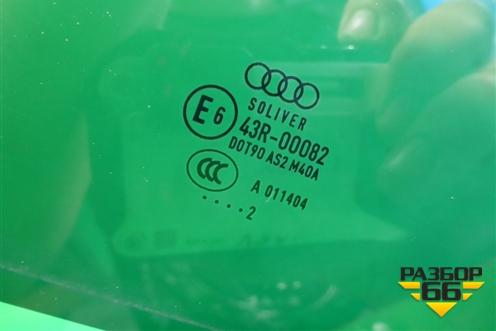 SOLIVER
E6
43R-00082
DOT90 AS2 M40A
CCC
A 011404
....2
РАЗБОР
66